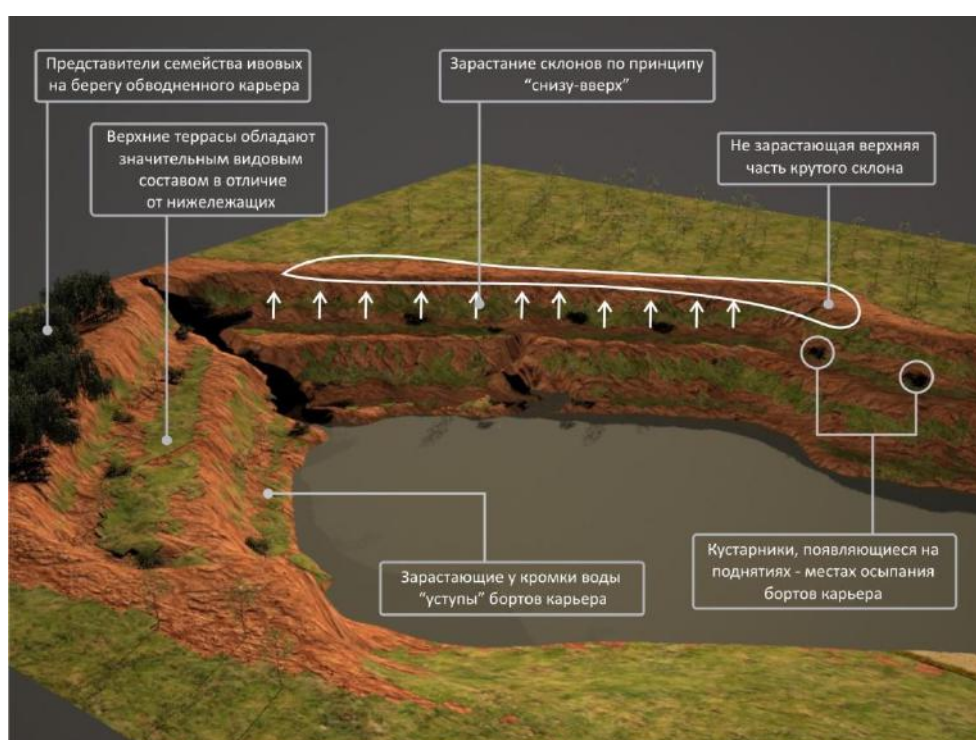 Представители семейства ивовых
на берегу обводненного карьера
Зарастание склонов по принципу
“снизу-вверх”
Верхние террасы обладают
значительным видовым
составом в отличие
от нижележащих
Не зарастающая верхняя
часть крутого склона
Зарастающие у кромки воды
“уступы” бортов карьера
Кустарники, появляющиеся на
поднятиях - местах осыпания
бортов карьера